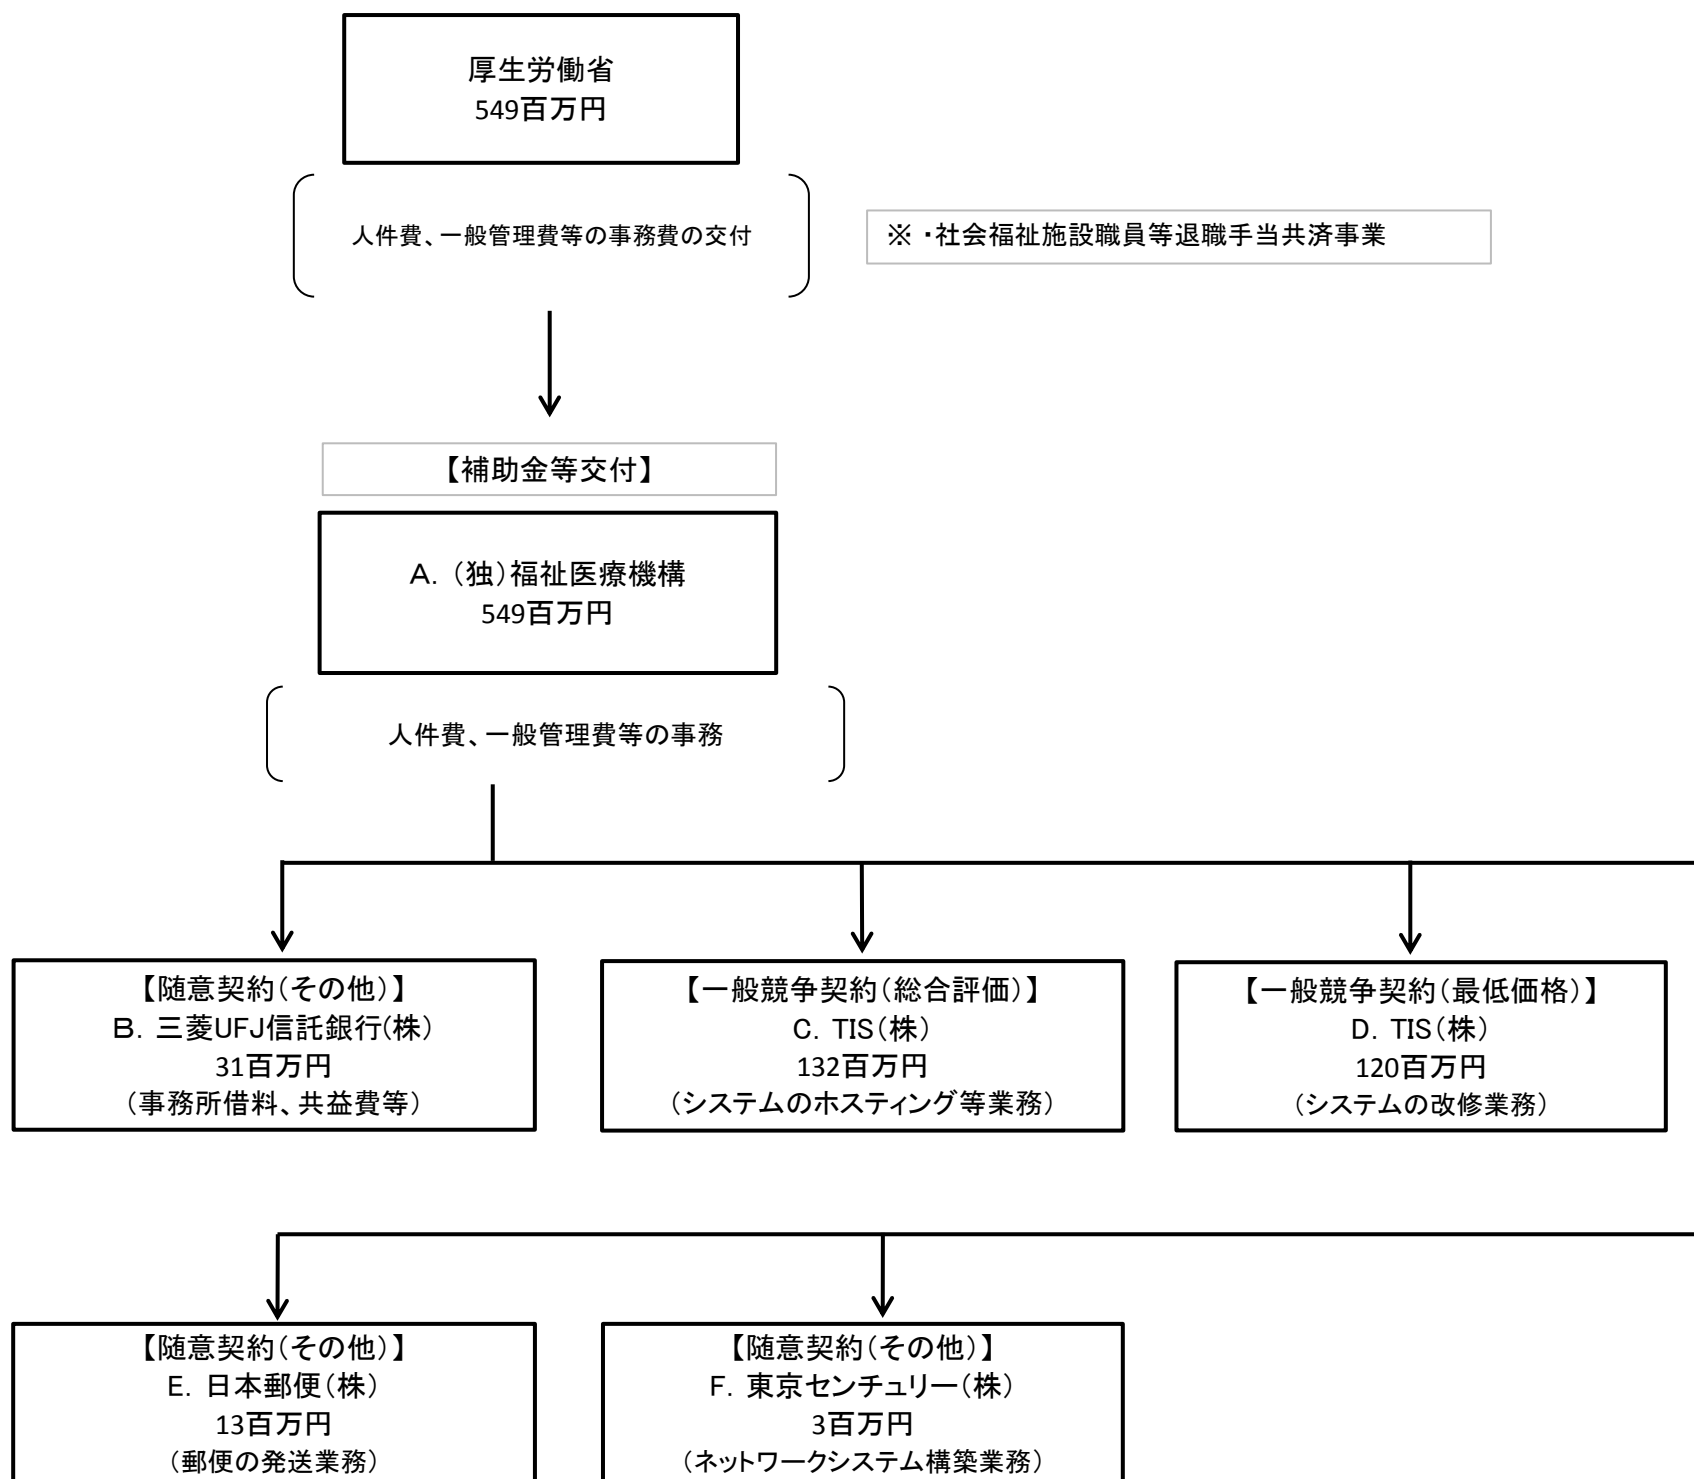 厚生労働省
549百万円
人件費、一般管理費等の事務費の交付
※ ・社会福祉施設職員等退職手当共済事業
【補助金等交付】
A．（独）福祉医療機構
549百万円
人件費、一般管理費等の事務
【随意契約（その他）】
B．三菱UFJ信託銀行(株)
31百万円
（事務所借料、共益費等）
【一般競争契約（総合評価）】
C．TIS（株）
132百万円
（システムのホスティング等業務）
【一般競争契約（最低価格）】
D．TIS（株）
120百万円
（システムの改修業務）
【随意契約（その他）】
E．日本郵便（株）
13百万円
（郵便の発送業務）
【随意契約（その他）】
F．東京センチュリー（株）
3百万円
（ネットワークシステム構築業務）